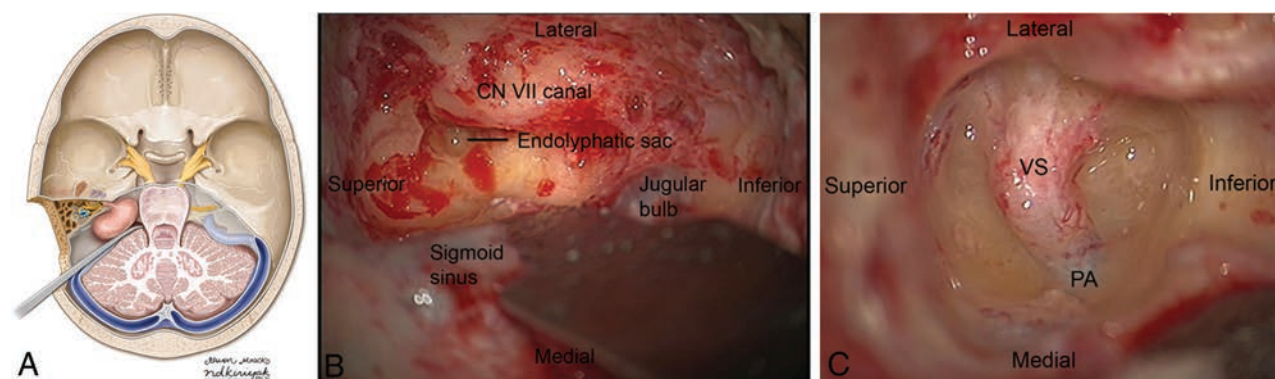 A
B
Lateral
CN VII canal
Endolyphatic sac
Superior
Jugular
bulb
Inferior
Sigmoid
sinus
Medial
C
Lateral
VS
Superior
Inferior
PA
Medial